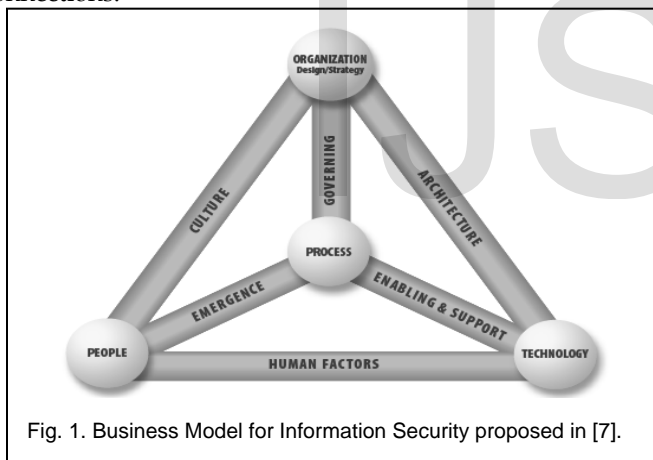 ORGANIZATION
Design/Strategy
CULTURE
GOVERNING
ARCHITECTURE
PROCESS
EMERGENCE
ENABLING & SUPPORT
PEOPLE
HUMAN FACTORS
TECHNOLOGY
Fig. 1. Business Model for Information Security proposed in [7].